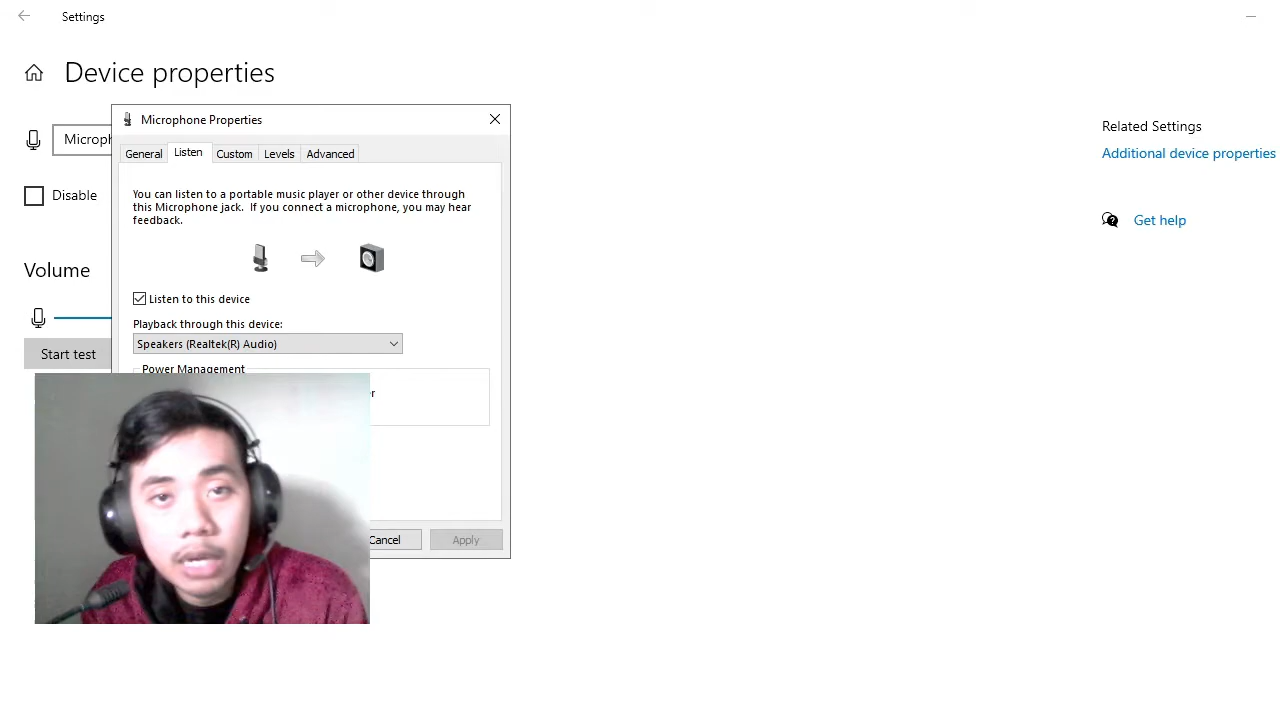 Settings
Device properties
Microph
Disable
Volume
Start test
Microphone Properties
General
Listen
Custom
Levels
Advanced
You can listen to a portable music player or other device through
this Microphone jack.  If you connect a microphone, you may hear
feedback.
Listen to this device
Playback through this device:
Speakers (Realtek(R) Audio)
Power Management
r
Cancel
Apply
Related Settings
Additional device properties
Get help